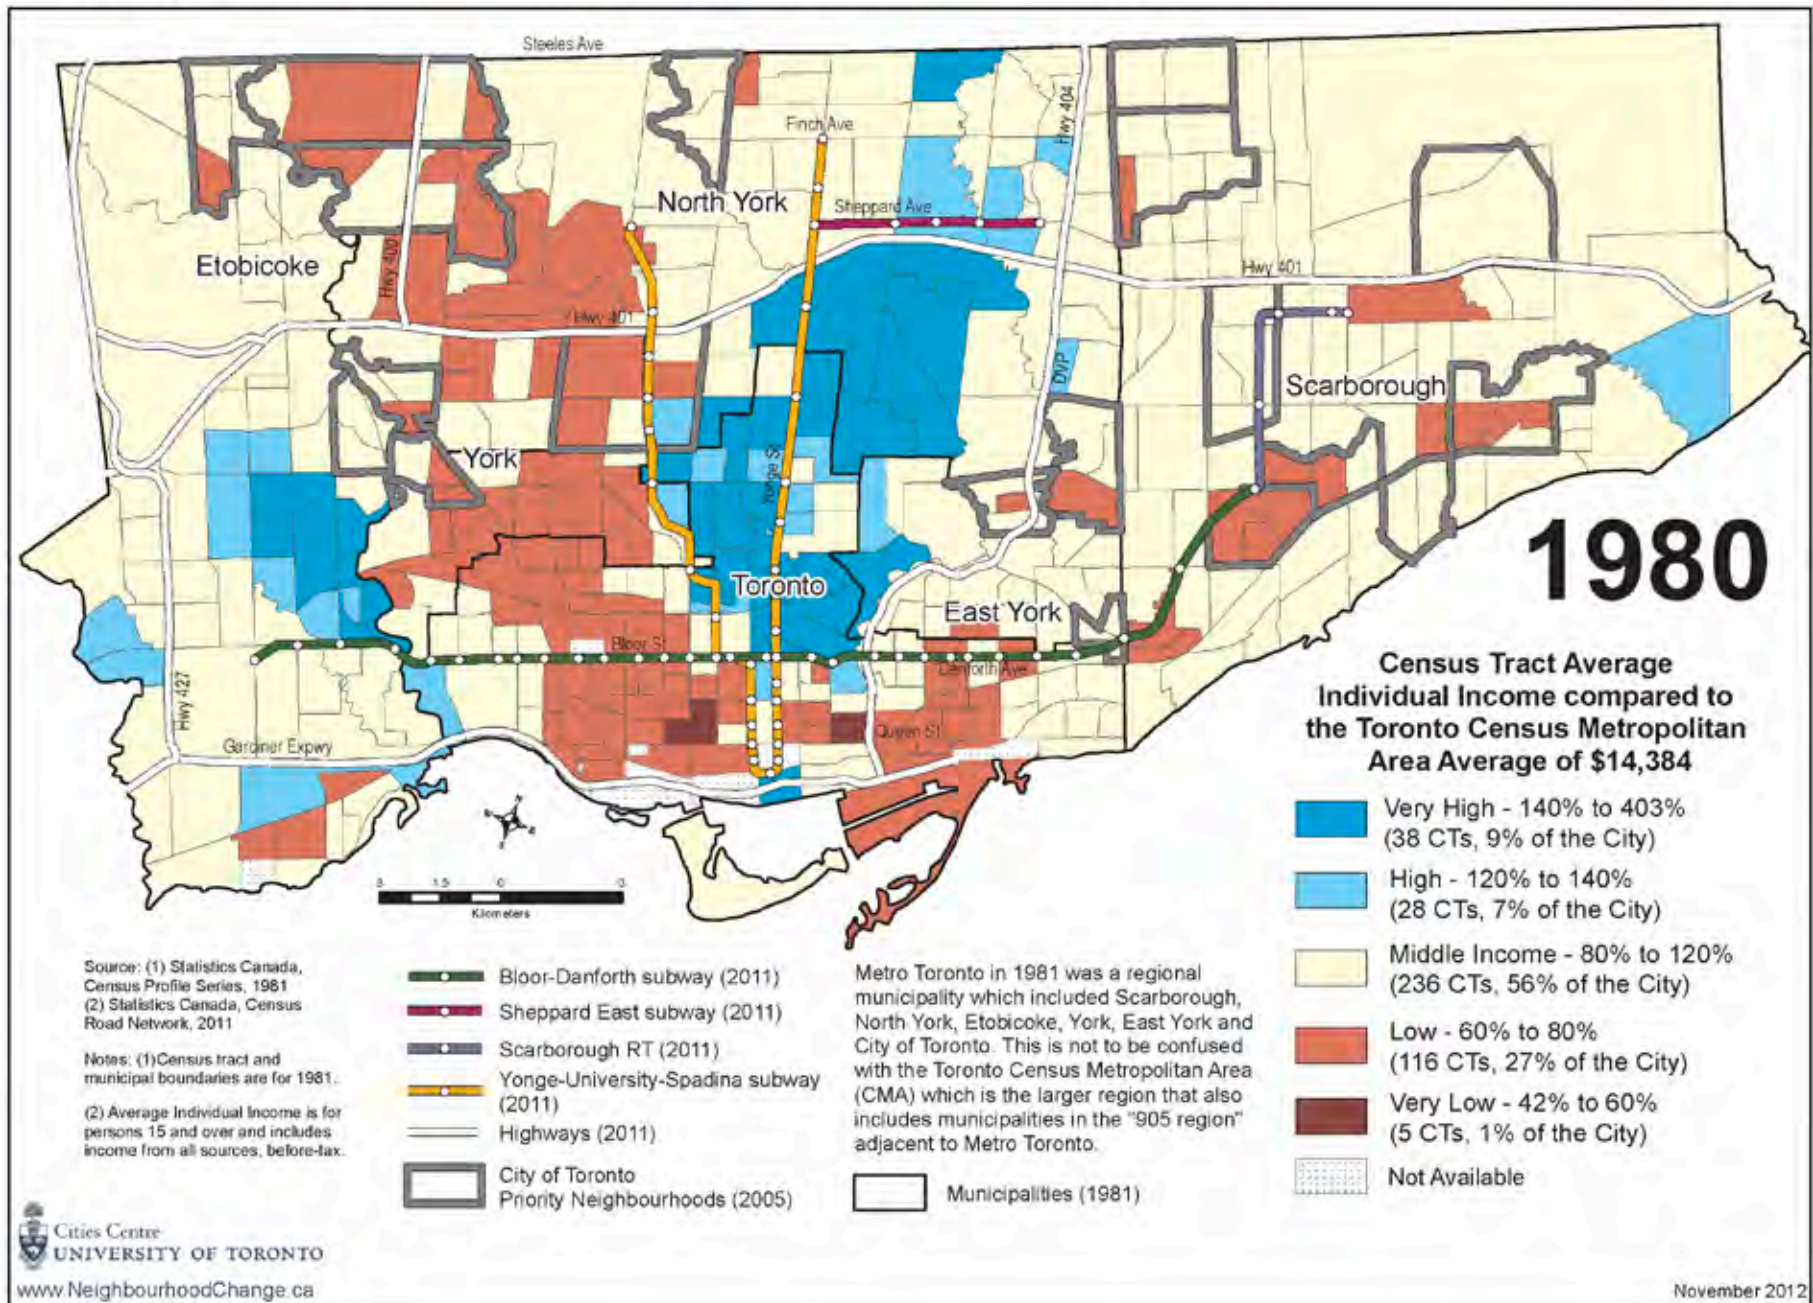 Steeles Ave
Finch Ave
Hwy 404
North York
Sheppard Ave
Etobicoke
Hwy 400
Hwy 401
Hwy 401
DVP
Scarborough
York
Yonge St
1980
Toronto
East York
Bloor St
Danforth Ave
Hwy 427
Queen St
Gardiner Expwy
Census Tract Average
Individual Income compared to
the Toronto Census Metropolitan
Area Average of $14,384
Very High - 140% to 403%
(38 CTs, 9% of the City)
High - 120% to 140%
(28 CTs, 7% of the City)
Middle Income - 80% to 120%
(236 CTs, 56% of the City)
Low - 60% to 80%
(116 CTs, 27% of the City)
Very Low - 42% to 60%
(5 CTs, 1% of the City)
Not Available
3 1.5 0 3
Kilometers
Source: (1) Statistics Canada,
Census Profile Series, 1981
(2) Statistics Canada, Census
Road Network, 2011
Notes: (1)Census tract and
municipal boundaries are for 1981.
(2) Average Individual Income is for
persons 15 and over and includes
income from all sources, before-tax.
Bloor-Danforth subway (2011)
Sheppard East subway (2011)
Scarborough RT (2011)
Yonge-University-Spadina subway
(2011)
Highways (2011)
City of Toronto
Priority Neighbourhoods (2005)
Metro Toronto in 1981 was a regional
municipality which included Scarborough,
North York, Etobicoke, York, East York and
City of Toronto. This is not to be confused
with the Toronto Census Metropolitan Area
(CMA) which is the larger region that also
includes municipalities in the "905 region"
adjacent to Metro Toronto.
Municipalities (1981)
Cities Centre
UNIVERSITY OF TORONTO
www.NeighbourhoodChange.ca
November 2012